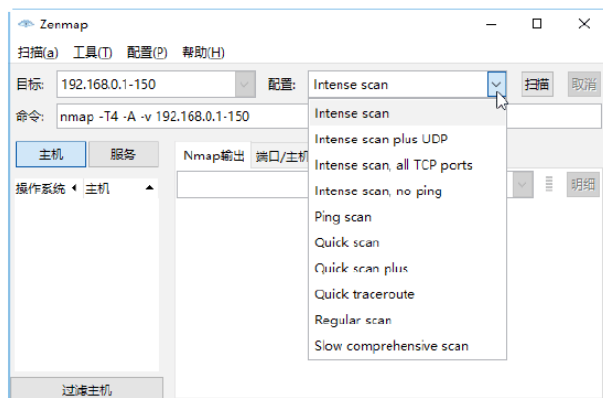 Zenmap
扫描(a) 工具(T) 配置(P) 帮助(H)
目标: 192.168.0.1-150 配置: Intense scan 扫描 取消
命令: nmap -T4 -A -v 192.168.0.1-150
Intense scan
Intense scan plus UDP
Intense scan, all TCP ports
Intense scan, no ping
Ping scan
Quick scan
Quick scan plus
Quick traceroute
Regular scan
Slow comprehensive scan
主机 服务 Nmap输出 端口/主机
操作系统 主机 明细
过滤主机